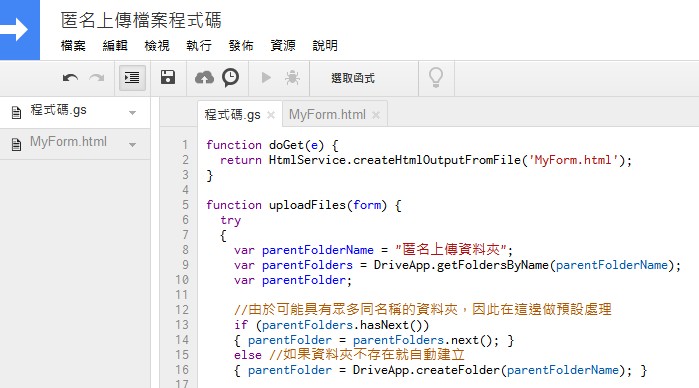 匿名上傳檔案程式碼
檔案 編輯 檢視 執行 發佈 資源 說明
選取函式
程式碼.gs
MyForm.html
程式碼.gs × MyForm.html ×
1 function doGet(e) {
2   return HtmlService.createHtmlOutputFromFile('MyForm.html');
3 }
4
5 function uploadFiles(form) {
6   try
7   {
8     var parentFolderName = "匿名上傳資料夾";
9     var parentFolders = DriveApp.getFoldersByName(parentFolderName);
10     var parentFolder;
11
12     //由於可能具有眾多同名稱的資料夾，因此在這邊做預設處理
13     if (parentFolders.hasNext())
14     { parentFolder = parentFolders.next(); }
15     else //如果資料夾不存在就自動建立
16     { parentFolder = DriveApp.createFolder(parentFolderName); }
17